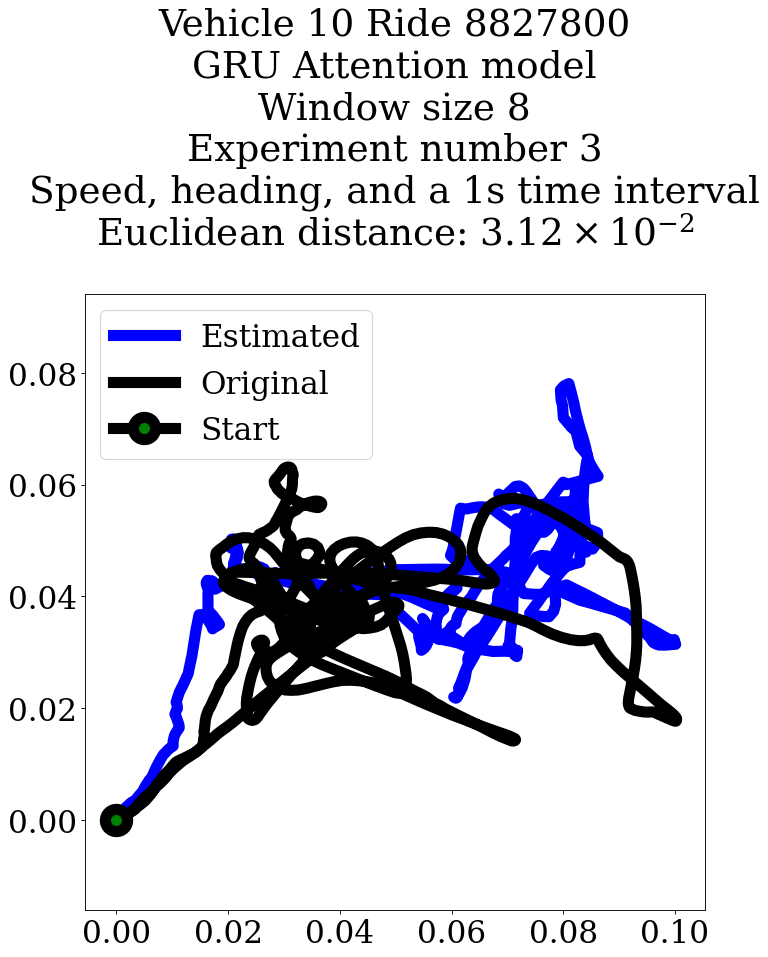 Vehicle 10 Ride 8827800
GRU Attention model
Window size 8
Experiment number 3
Speed, heading, and a 1s time interval
Euclidean distance: 3.12 × 10⁻²
Estimated
Original
Start
0.08
0.06
0.04
0.02
0.00
0.00 0.02 0.04 0.06 0.08 0.10